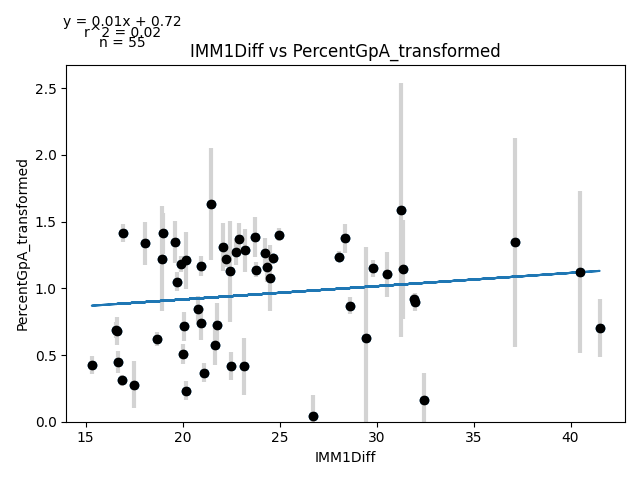 y = 0.01x + 0.72
r^2 = 0.02
n = 55
IMM1Diff vs PercentGpA_transformed
PercentGpA_transformed
2.5
2.0
1.5
1.0
0.5
0.0
15 20 25 30 35 40
IMM1Diff